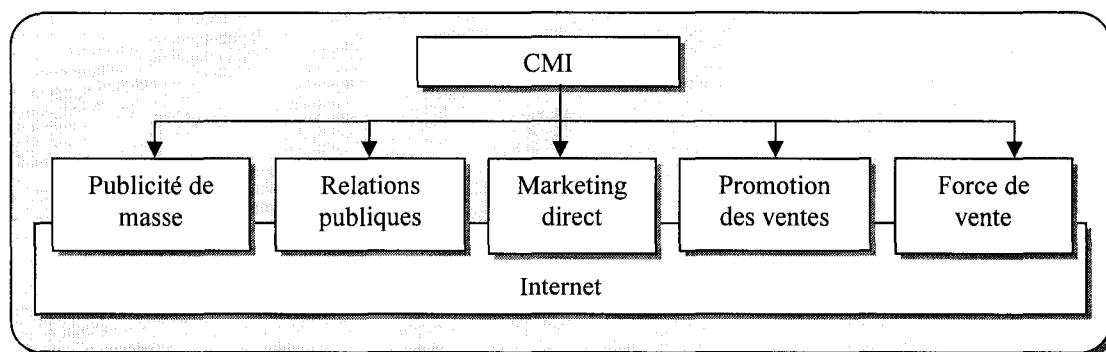 CMI
Publicité de
masse
Relations
publiques
Marketing
direct
Promotion
des ventes
Force de
vente
Internet